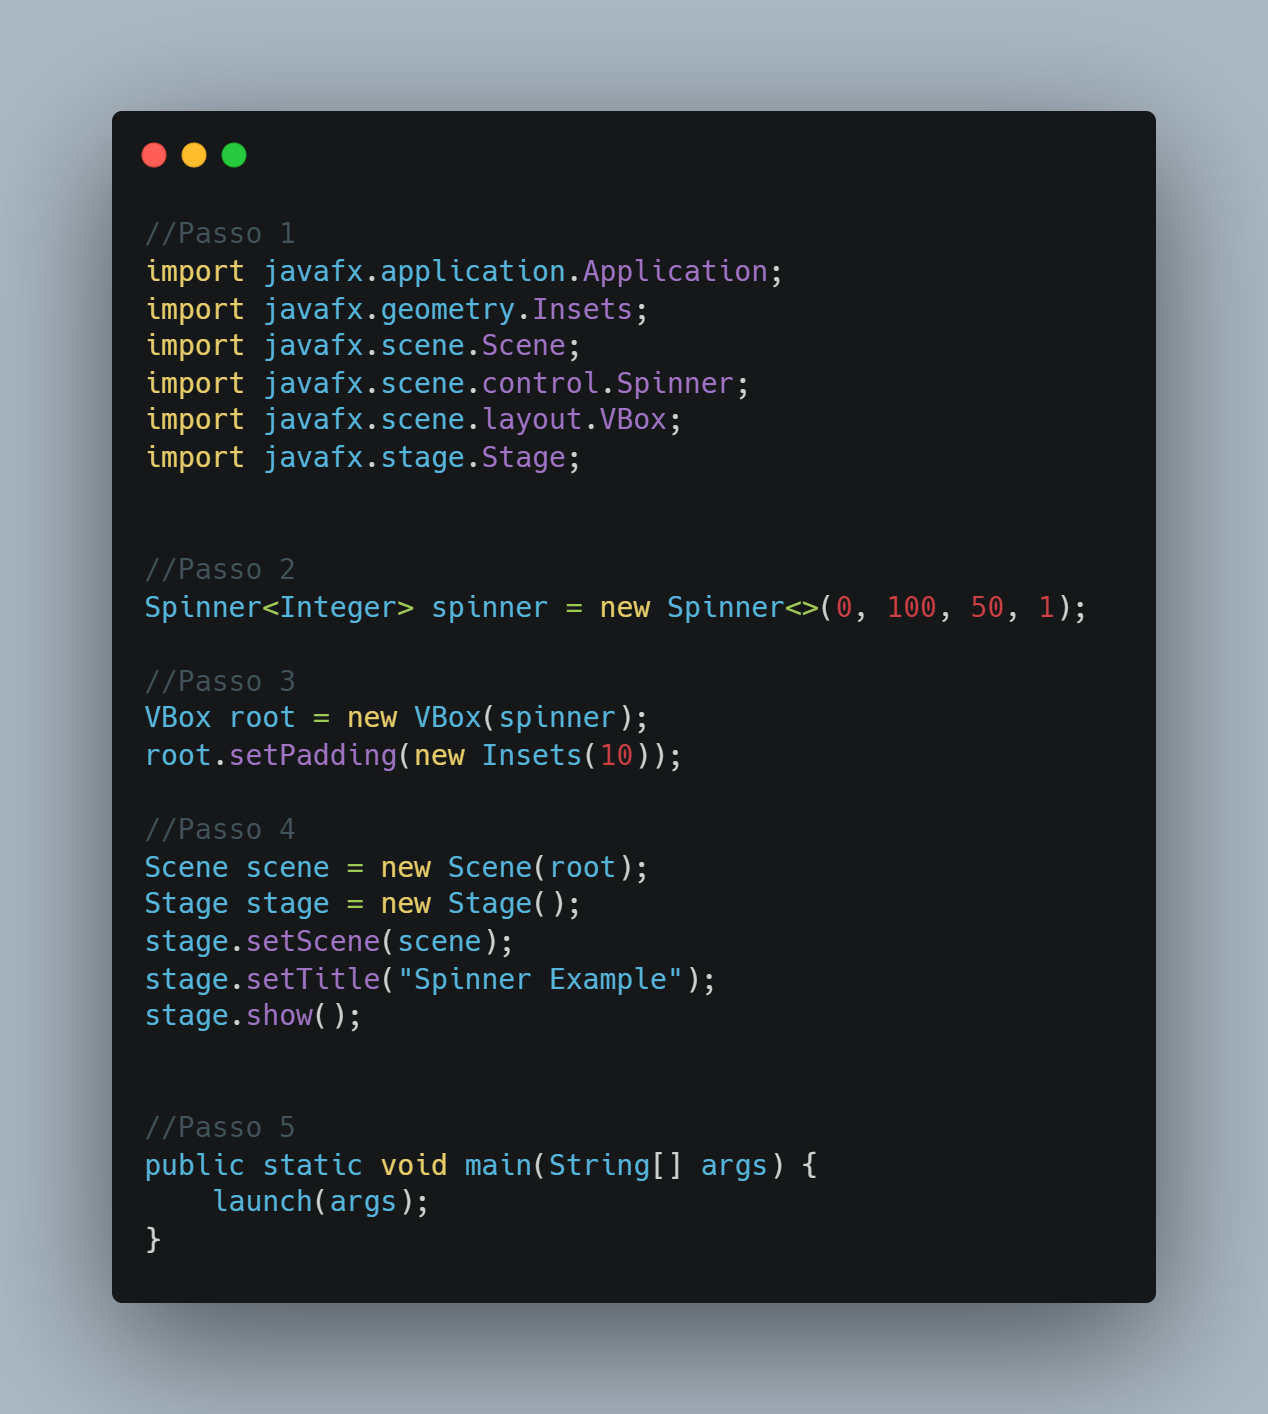 //Passo 1
import javafx.application.Application;
import javafx.geometry.Insets;
import javafx.scene.Scene;
import javafx.scene.control.Spinner;
import javafx.scene.layout.VBox;
import javafx.stage.Stage;
//Passo 2
Spinner<Integer> spinner = new Spinner<>(0, 100, 50, 1);
//Passo 3
VBox root = new VBox(spinner);
root.setPadding(new Insets(10));
//Passo 4
Scene scene = new Scene(root);
Stage stage = new Stage();
stage.setScene(scene);
stage.setTitle("Spinner Example");
stage.show();
//Passo 5
public static void main(String[] args) {
    launch(args);
}